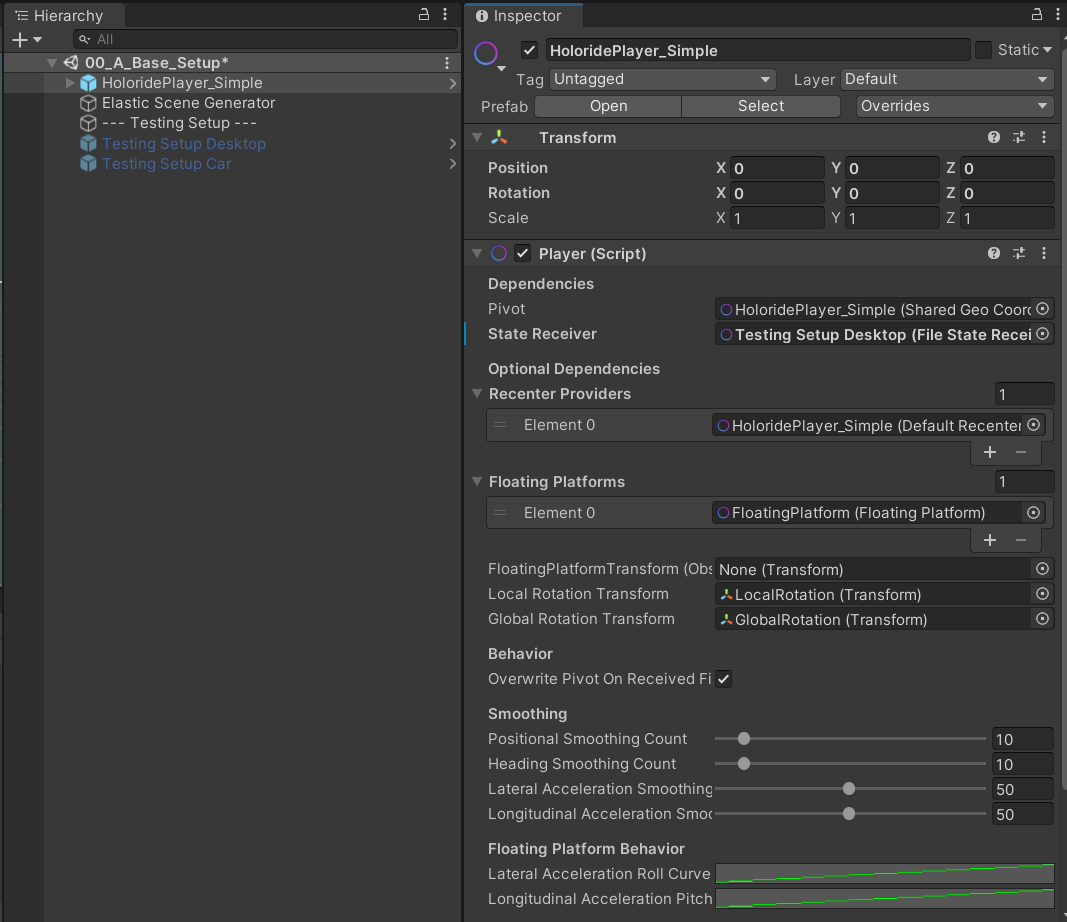 Hierarchy
All
00_A_Base_Setup*
HoloridePlayer_Simple
Elastic Scene Generator
--- Testing Setup ---
Testing Setup Desktop
Testing Setup Car
Inspector
HoloridePlayer_Simple
Static
Tag Untagged Layer Default
Prefab Open Select Overrides
Transform
Position X 0 Y 0 Z 0
Rotation X 0 Y 0 Z 0
Scale X 1 Y 1 Z 1
Player (Script)
Dependencies
Pivot HoloridePlayer_Simple (Shared Geo Coord
State Receiver Testing Setup Desktop (File State Recei
Optional Dependencies
Recenter Providers 1
Element 0 HoloridePlayer_Simple (Default Recenter
Floating Platforms 1
Element 0 FloatingPlatform (Floating Platform)
FloatingPlatformTransform (Obs None (Transform)
Local Rotation Transform LocalRotation (Transform)
Global Rotation Transform GlobalRotation (Transform)
Behavior
Overwrite Pivot On Received Fi
Smoothing
Positional Smoothing Count 10
Heading Smoothing Count 10
Lateral Acceleration Smoothing 50
Longitudinal Acceleration Smoo 50
Floating Platform Behavior
Lateral Acceleration Roll Curve
Longitudinal Acceleration Pitch